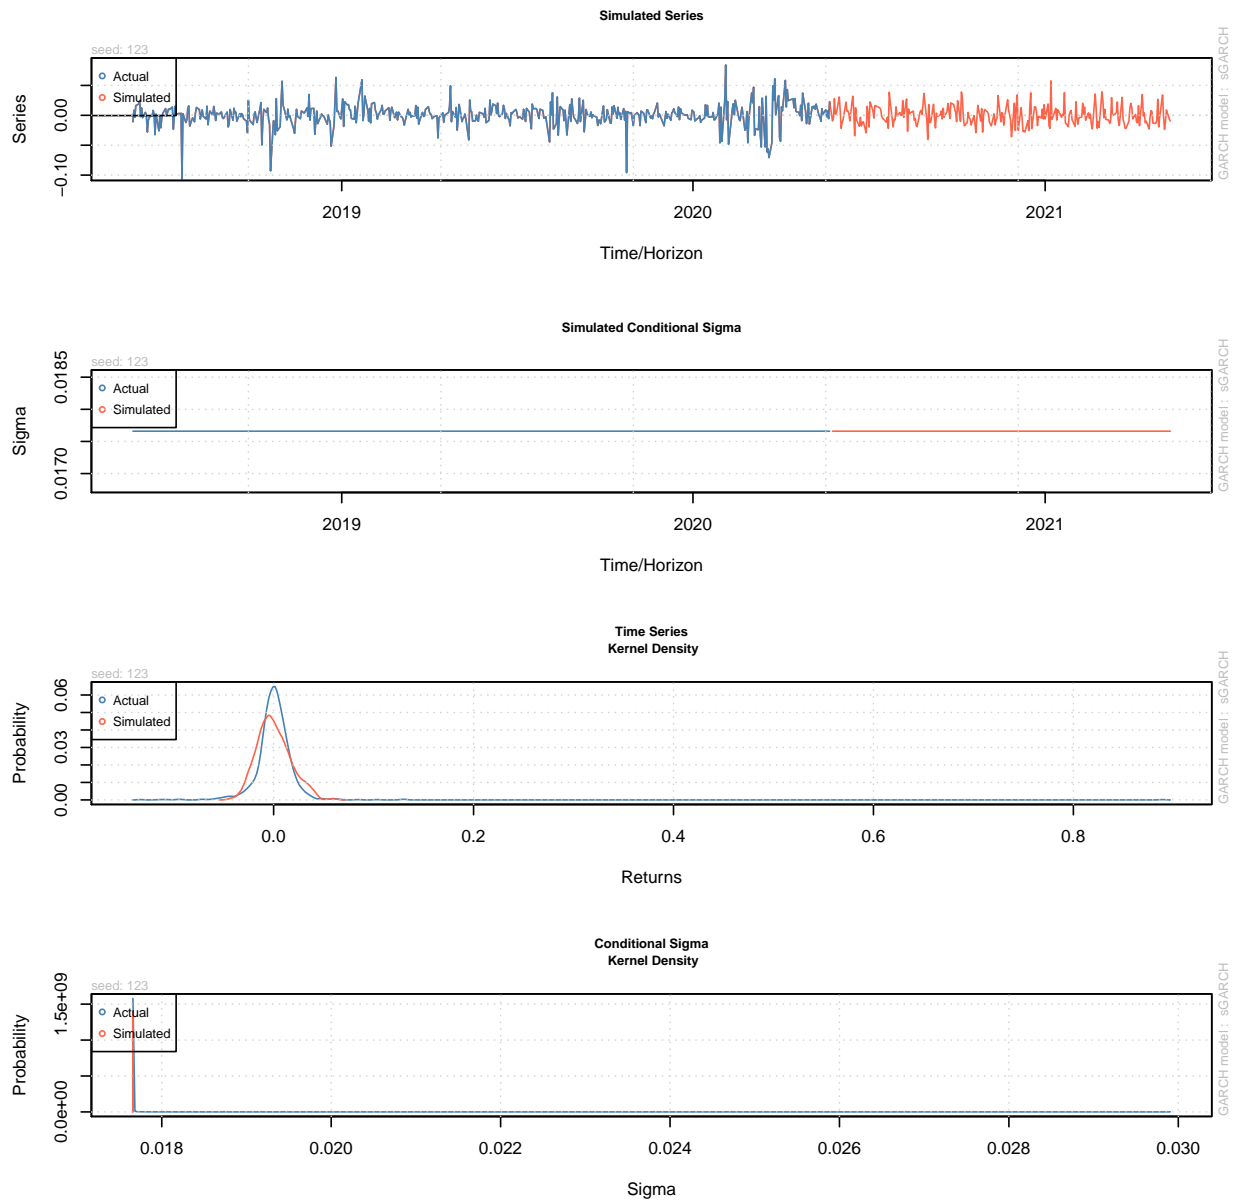 Simulated Series
seed: 123
GARCH model : sGARCH
Actual
Simulated
Series
0.00
−0.10
2019
2020
2021
Time/Horizon
Simulated Conditional Sigma
seed: 123
GARCH model : sGARCH
Actual
Simulated
Sigma
0.0185
0.0170
2019
2020
2021
Time/Horizon
Time Series
Kernel Density
seed: 123
GARCH model : sGARCH
Actual
Simulated
Probability
0.06
0.03
0.00
0.0
0.2
0.4
0.6
0.8
Returns
Conditional Sigma
Kernel Density
seed: 123
GARCH model : sGARCH
Actual
Simulated
Probability
1.5e+09
0.0e+00
0.018
0.020
0.022
0.024
0.026
0.028
0.030
Sigma